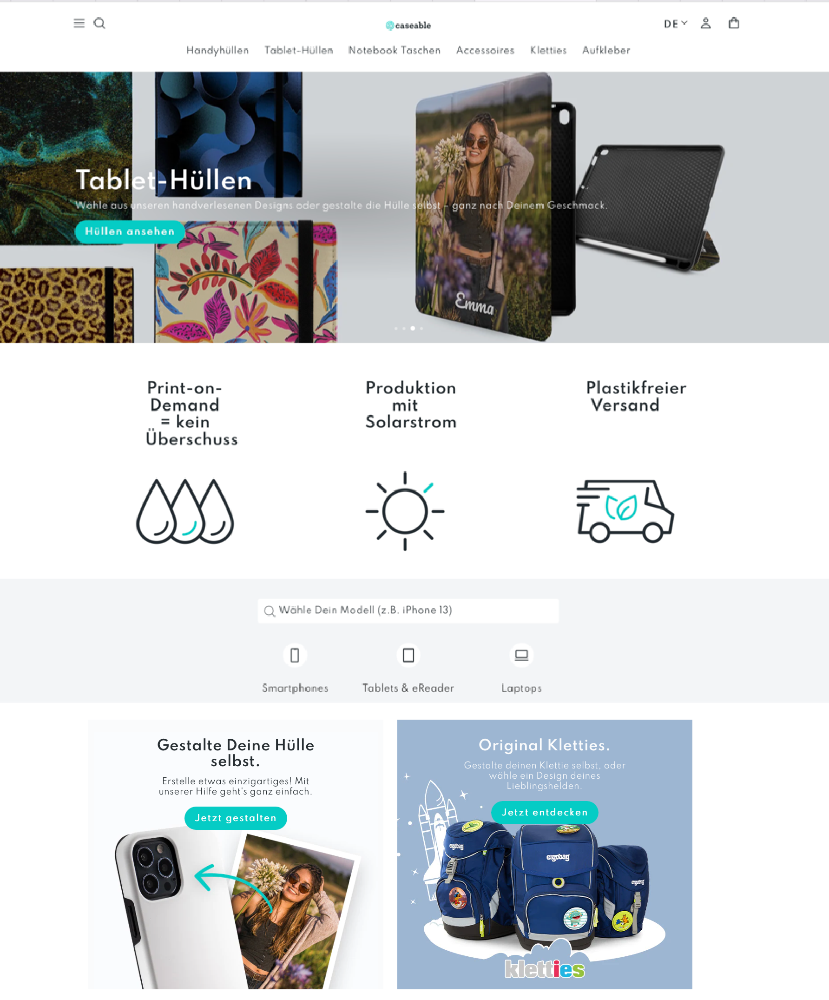 caseable
DE
Handyhüllen Tablet-Hüllen Notebook Taschen Accessoires Kletties Aufkleber
Tablet-Hüllen
Wähle aus unseren handverlesenen Designs oder gestalte die Hülle selbst – ganz nach Deinem Geschmack.
Hüllen ansehen
Emma
Print-on-
Demand
= kein
Überschuss
Produktion
mit
Solarstrom
Plastikfreier
Versand
Wähle Dein Modell (z.B. iPhone 13)
Smartphones
Tablets & eReader
Laptops
Gestalte Deine Hülle
selbst.
Erstelle etwas einzigartiges! Mit
unserer Hilfe geht's ganz einfach.
Jetzt gestalten
Original Kletties.
Gestalte deinen Klettie selbst, oder
wähle ein Design deines
Lieblingshelden.
Jetzt entdecken
ergobag
ergobag
ergobag
kletties